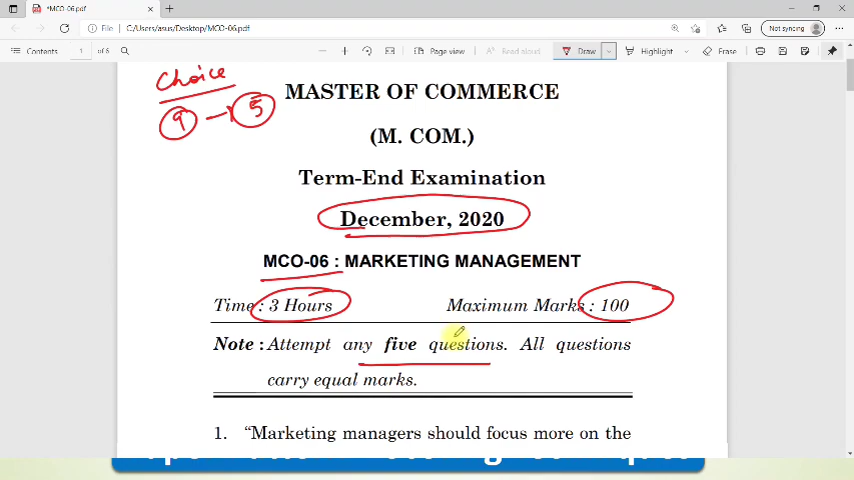 *MCO-06.pdf
File
C:/Users/asus/Desktop/MCO-06.pdf
Not syncing
Contents
1
of 6
Page view
Read aloud
Draw
Highlight
Erase
Choice
9 → 5
MASTER OF COMMERCE
(M. COM.)
Term-End Examination
December, 2020
MCO-06 : MARKETING MANAGEMENT
Time : 3 Hours
Maximum Marks : 100
Note : Attempt any five questions. All questions
carry equal marks.
1. “Marketing managers should focus more on the